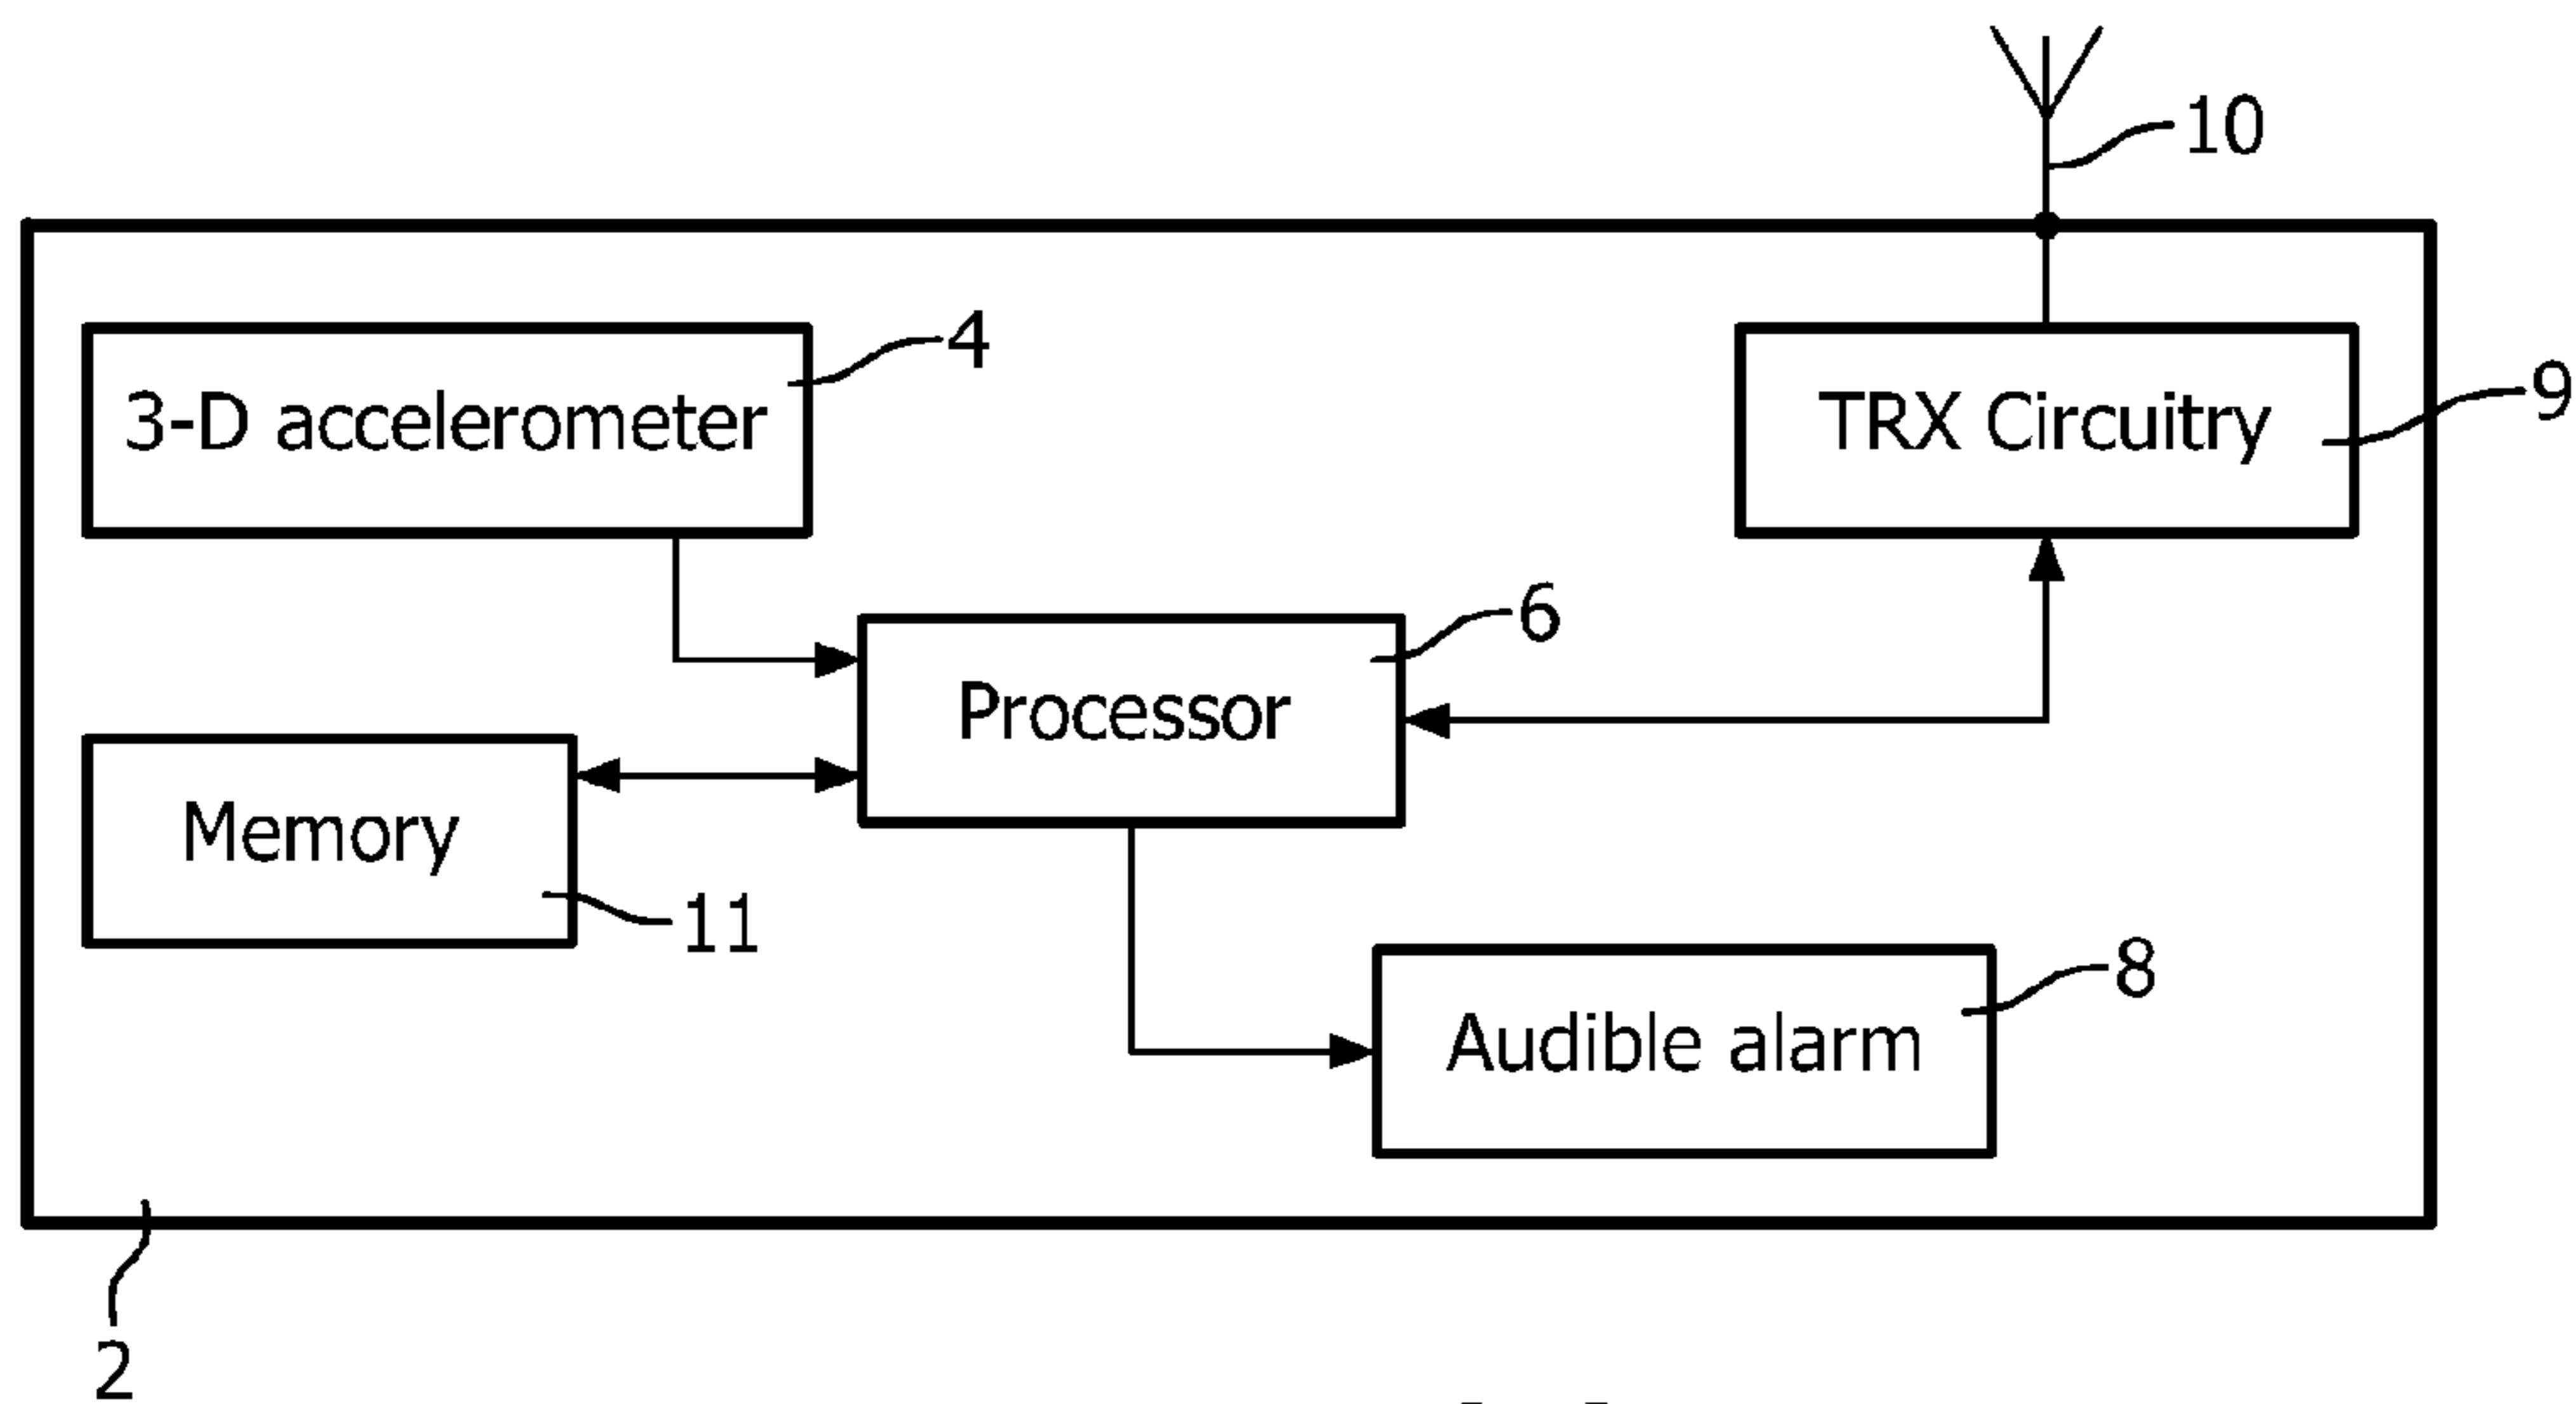 10
3-D accelerometer
4
TRX Circuitry
9
Processor
6
Memory
11
Audible alarm
8
2